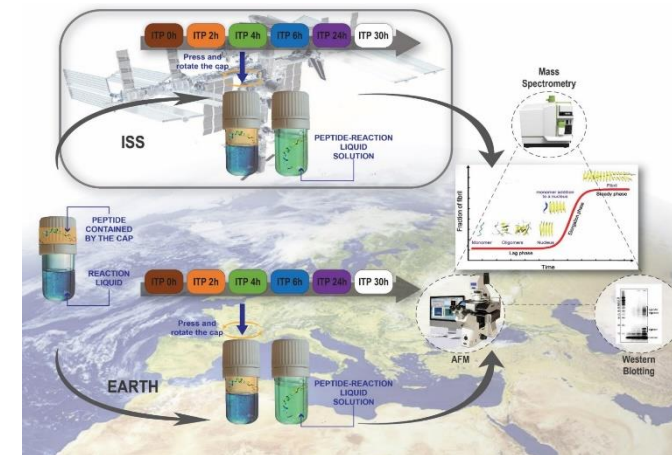 ITP 0h
ITP 2h
ITP 4h
ITP 6h
ITP 24h
ITP 30h
Press and
rotate the cap
ISS
PEPTIDE-REACTION
LIQUID
SOLUTION
Mass
Spectrometry
Fraction of fibril
Monomer
Oligomers
Nucleus
monomer addition
to a nucleus
Elongation phase
Fibril
Steady phase
Lag phase
Time
PEPTIDE
CONTAINED
BY THE CAP
REACTION
LIQUID
ITP 0h
ITP 2h
ITP 4h
ITP 6h
ITP 24h
ITP 30h
Press and
rotate the cap
EARTH
PEPTIDE-REACTION
LIQUID
SOLUTION
AFM
Western
Blotting